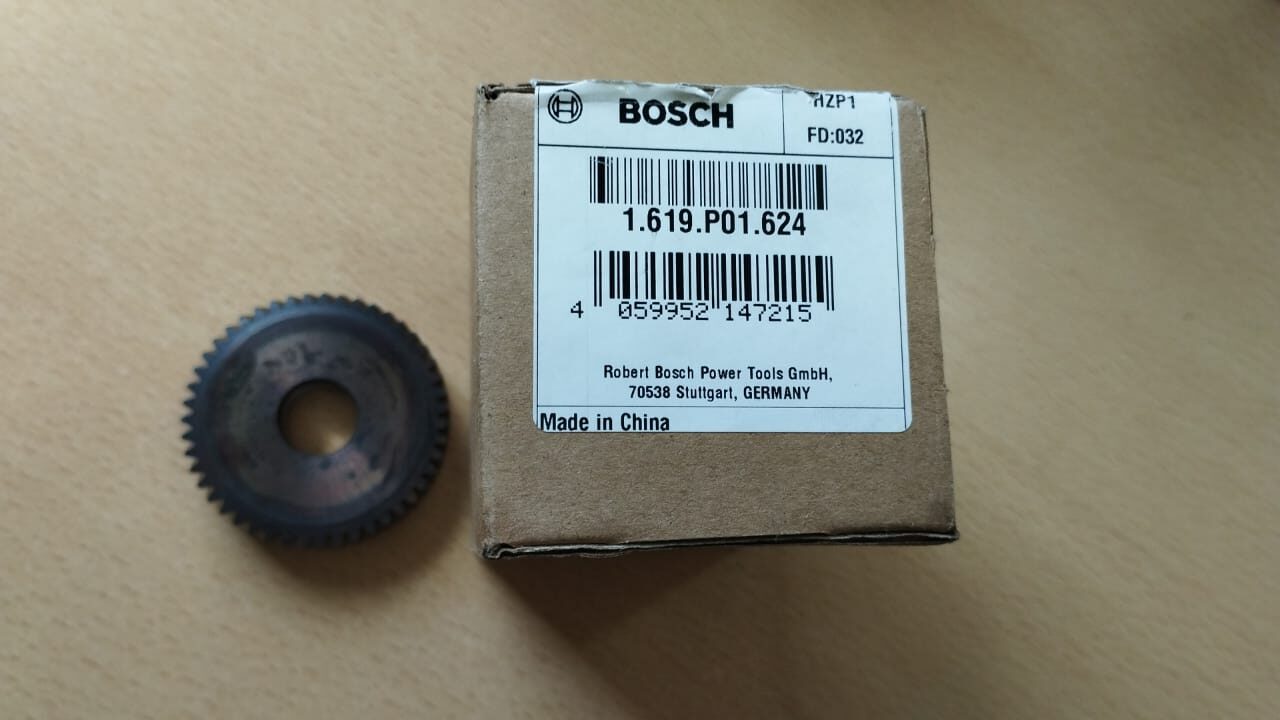 BOSCH
HZP1
FD:032
1.619.P01.624
4 059952 147215
Robert Bosch Power Tools GmbH,
70538 Stuttgart, GERMANY
Made in China